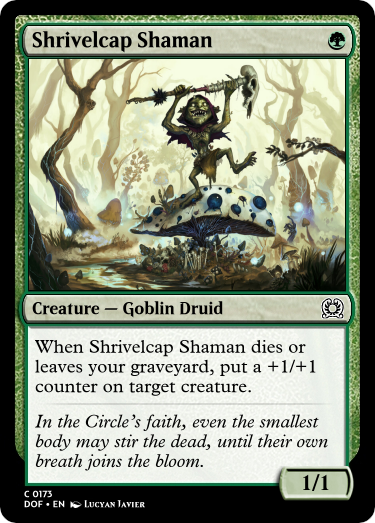 Shrivelcap Shaman
Creature — Goblin Druid
When Shrivelcap Shaman dies or
leaves your graveyard, put a +1/+1
counter on target creature.
In the Circle's faith, even the smallest
body may stir the dead, until their own
breath joins the bloom.
1/1
C 0173
DOF • EN Lucyan Javier